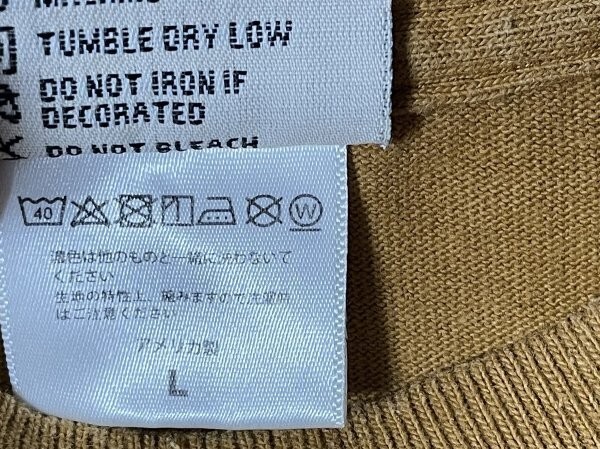 TUMBLE DRY LOW
DO NOT IRON IF
DECORATED
DO NOT BLEACH
40 W
濃色は他のものと一緒に洗わないで
ください
生地の特性上、縮みますので洗濯時
はご注意ください
アメリカ製
L